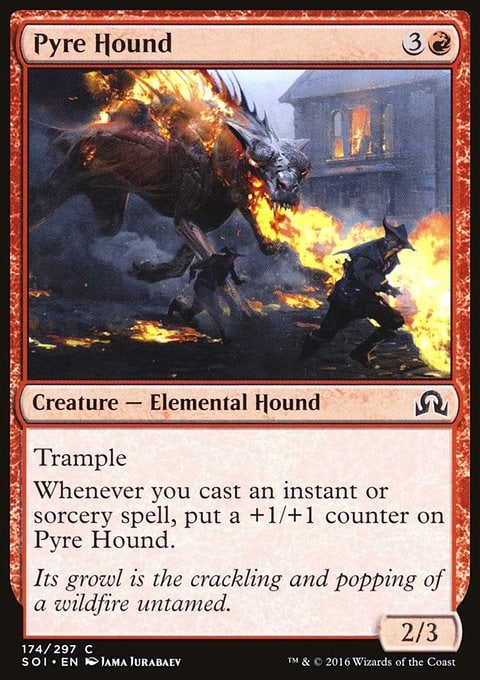 Pyre Hound 3
Creature — Elemental Hound
Trample
Whenever you cast an instant or
sorcery spell, put a +1/+1 counter on
Pyre Hound.
Its growl is the crackling and popping of
a wildfire untamed.
2/3
174/297 C
SOI • EN Jama Jurabaev
™ & © 2016 Wizards of the Coast